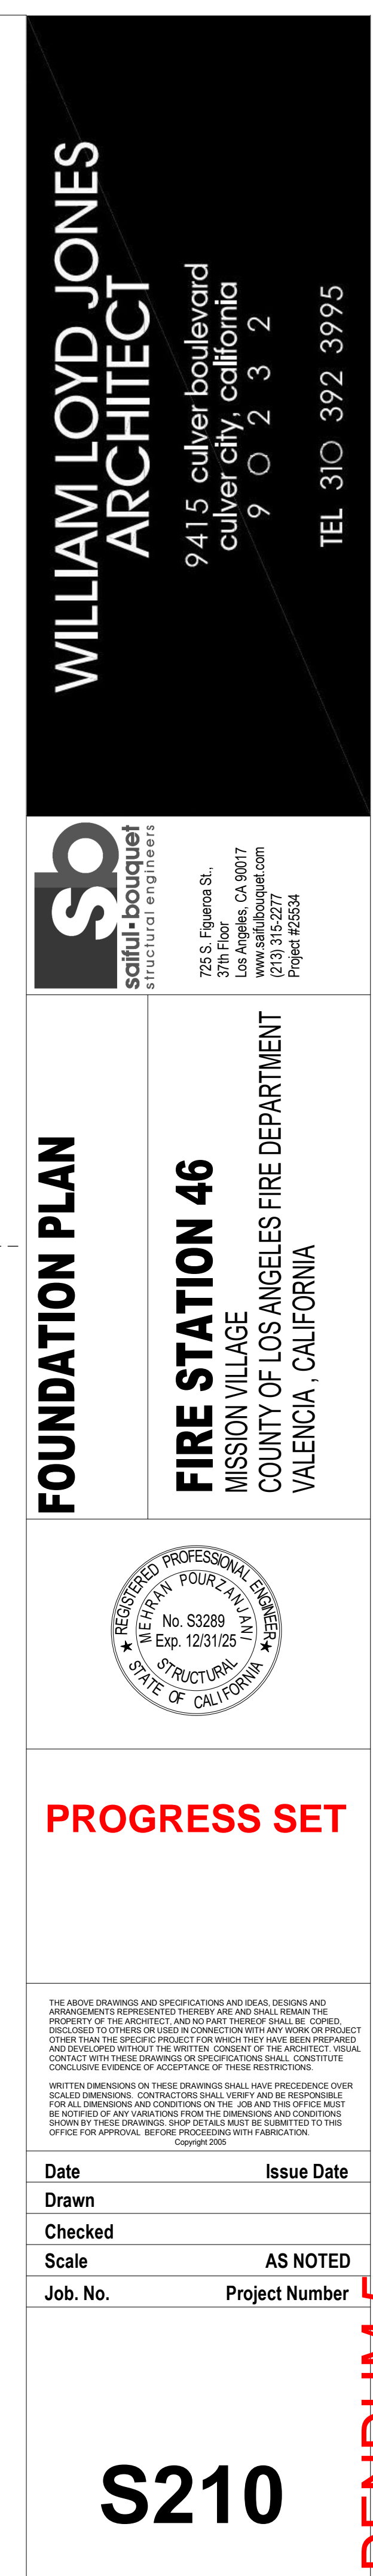 WILLIAM LOYD JONES
ARCHITECT
9415 culver boulevard
culver city, california
9 0 2 3 2
TEL 310 392 3995
sb
saiful·bouquet
structural engineers
725 S. Figueroa St.,
37th Floor
Los Angeles, CA 90017
www.saifulbouquet.com
(213) 315-2277
Project #25534
FOUNDATION PLAN
FIRE STATION 46
MISSION VILLAGE
COUNTY OF LOS ANGELES FIRE DEPARTMENT
VALENCIA , CALIFORNIA
REGISTERED PROFESSIONAL ENGINEER
MEHRAN POURZANJANI
No. S3289
Exp. 12/31/25
STRUCTURAL
STATE OF CALIFORNIA
PROGRESS SET
THE ABOVE DRAWINGS AND SPECIFICATIONS AND IDEAS, DESIGNS AND
ARRANGEMENTS REPRESENTED THEREBY ARE AND SHALL REMAIN THE
PROPERTY OF THE ARCHITECT, AND NO PART THEREOF SHALL BE COPIED,
DISCLOSED TO OTHERS OR USED IN CONNECTION WITH ANY WORK OR PROJECT
OTHER THAN THE SPECIFIC PROJECT FOR WHICH THEY HAVE BEEN PREPARED
AND DEVELOPED WITHOUT THE WRITTEN CONSENT OF THE ARCHITECT. VISUAL
CONTACT WITH THESE DRAWINGS OR SPECIFICATIONS SHALL CONSTITUTE
CONCLUSIVE EVIDENCE OF ACCEPTANCE OF THESE RESTRICTIONS.
WRITTEN DIMENSIONS ON THESE DRAWINGS SHALL HAVE PRECEDENCE OVER
SCALED DIMENSIONS. CONTRACTORS SHALL VERIFY AND BE RESPONSIBLE
FOR ALL DIMENSIONS AND CONDITIONS ON THE JOB AND THIS OFFICE MUST
BE NOTIFIED OF ANY VARIATIONS FROM THE DIMENSIONS AND CONDITIONS
SHOWN BY THESE DRAWINGS. SHOP DETAILS MUST BE SUBMITTED TO THIS
OFFICE FOR APPROVAL BEFORE PROCEEDING WITH FABRICATION.
Copyright 2005
Date Issue Date
Drawn
Checked
Scale AS NOTED
Job. No. Project Number
S210